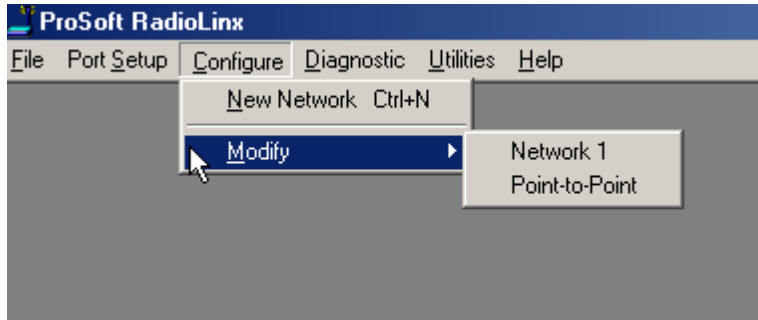 ProSoft RadioLinx
File Port Setup Configure Diagnostic Utilities Help
New Network Ctrl+N
Modify
Network 1
Point-to-Point